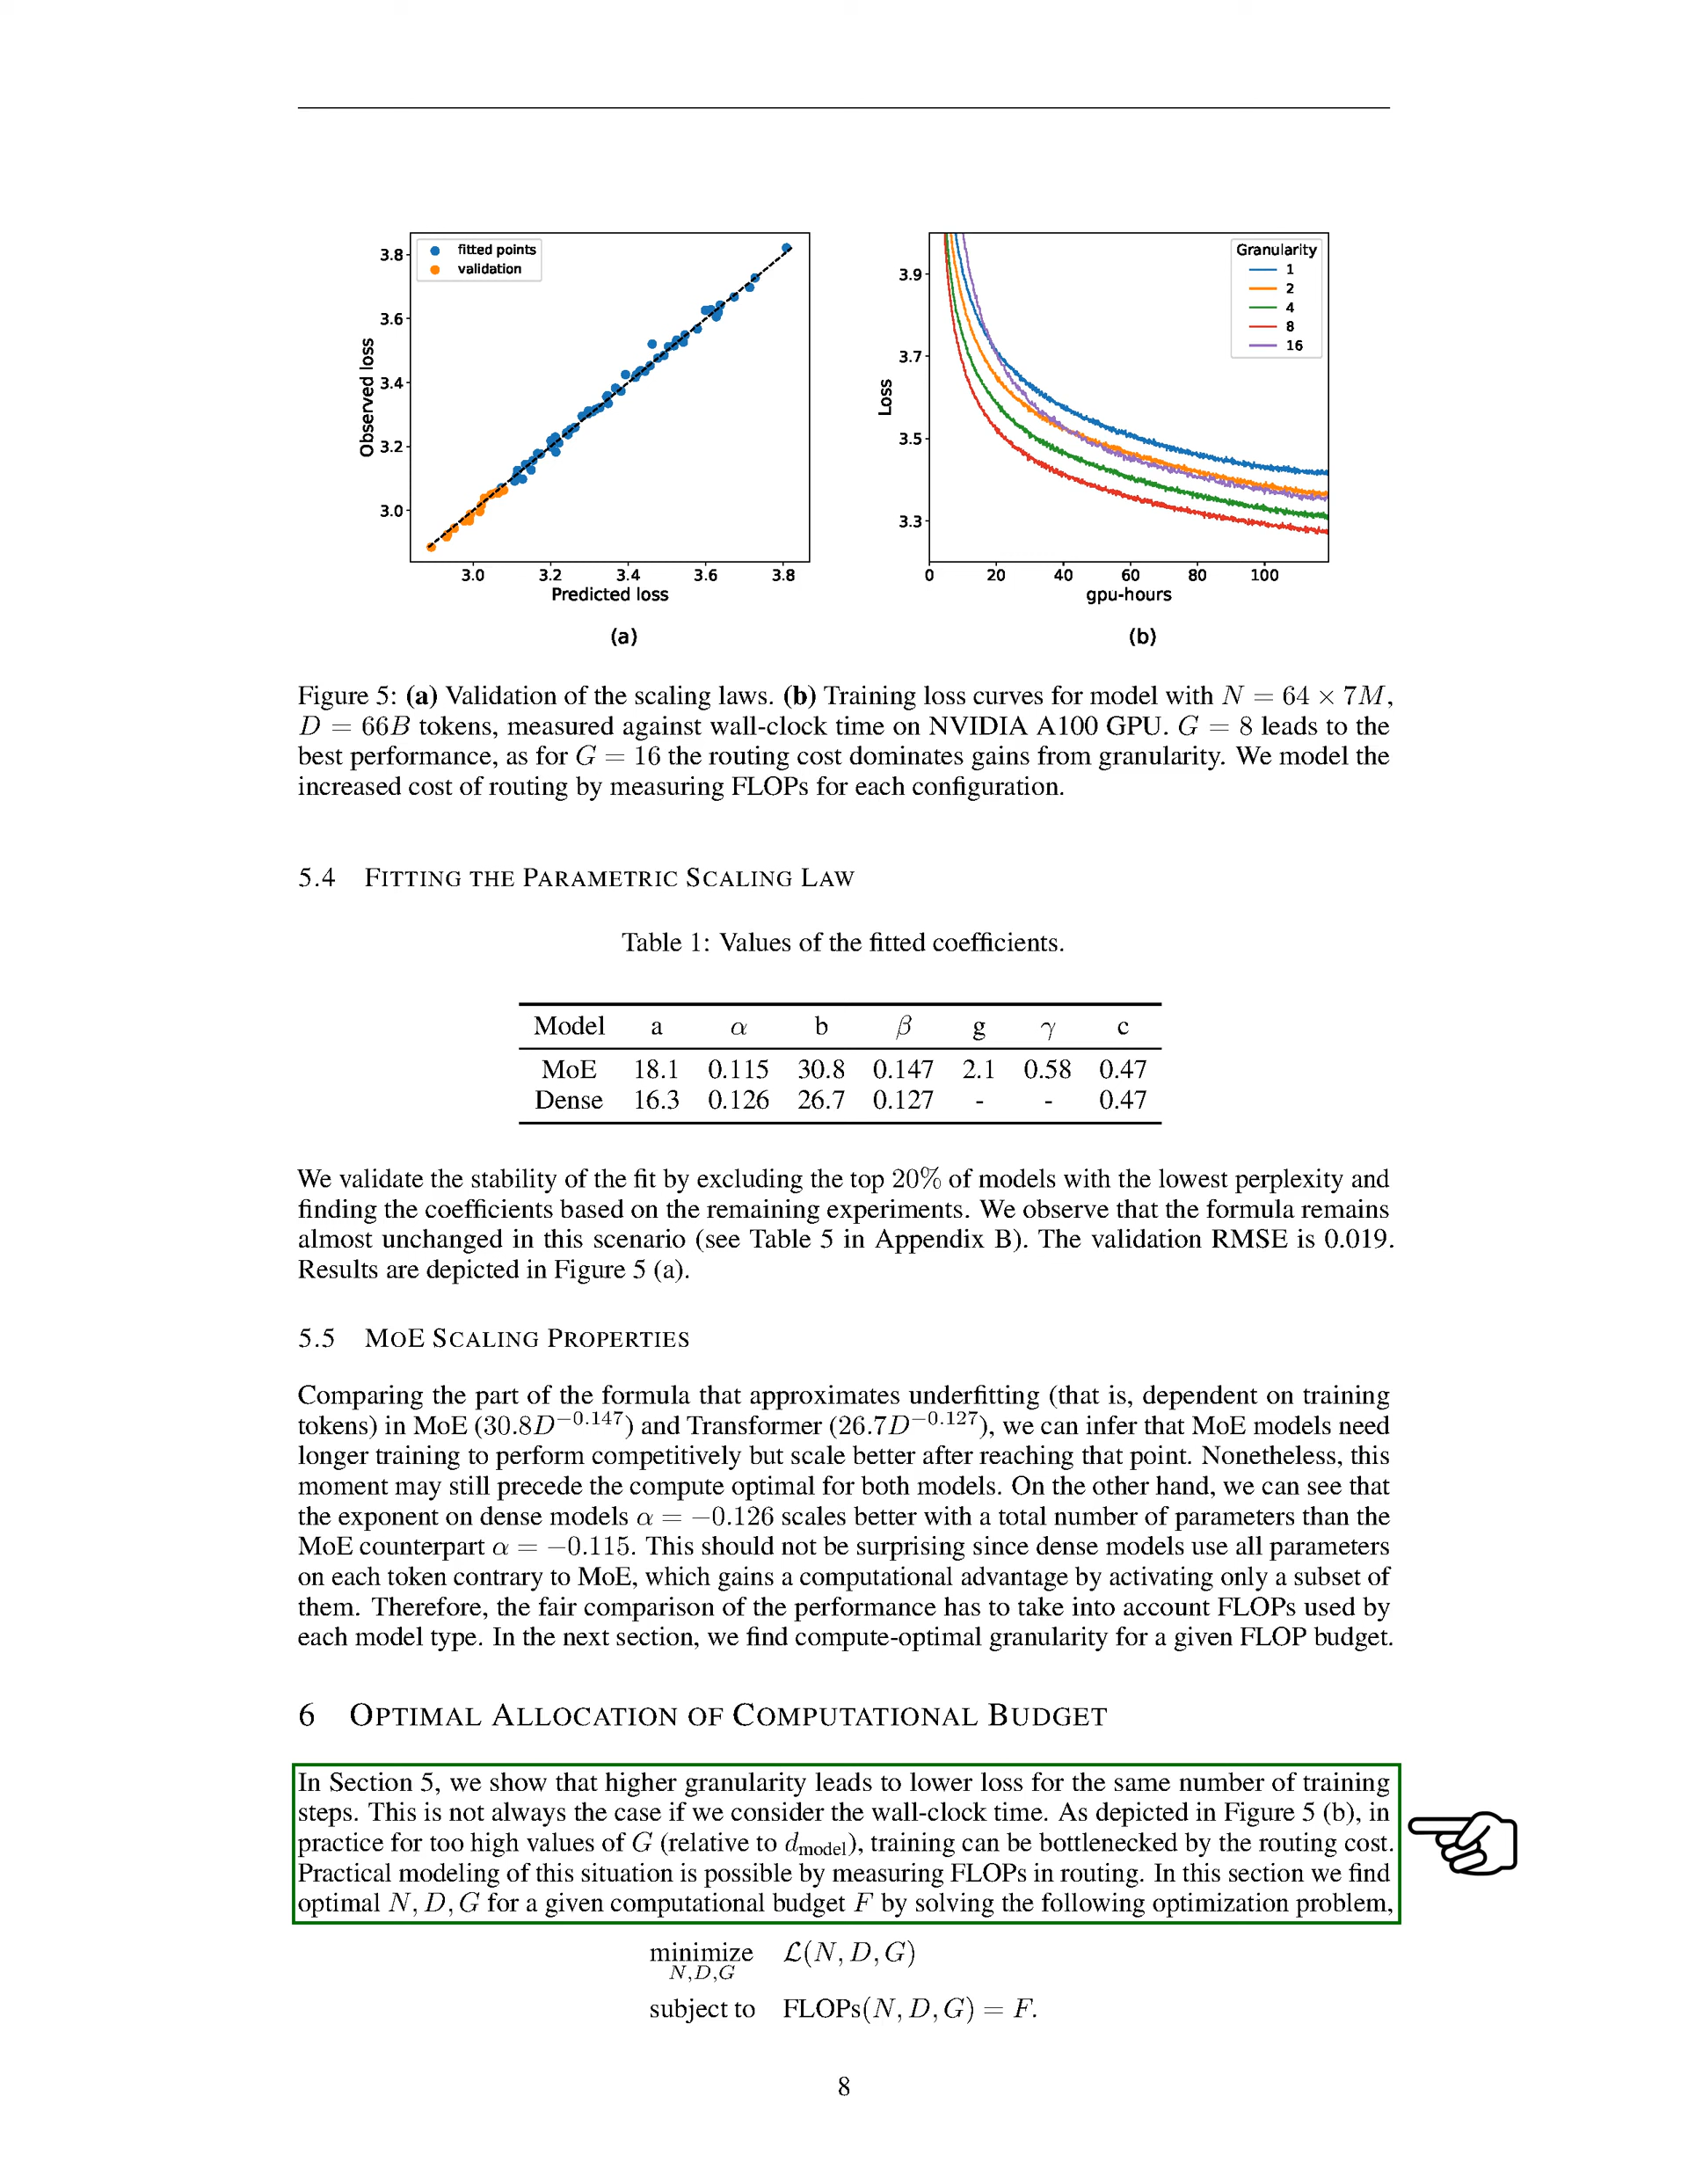 3.8
3.6
3.4
3.2
3.0
Observed loss
fitted points
validation
3.0 3.2 3.4 3.6 3.8
Predicted loss
(a)
3.9
3.7
3.5
3.3
Loss
Granularity
1
2
4
8
16
0 20 40 60 80 100
gpu-hours
(b)
Figure 5: (a) Validation of the scaling laws. (b) Training loss curves for model with N = 64 × 7M,
D = 66B tokens, measured against wall-clock time on NVIDIA A100 GPU. G = 8 leads to the
best performance, as for G = 16 the routing cost dominates gains from granularity. We model the
increased cost of routing by measuring FLOPs for each configuration.
5.4 FITTING THE PARAMETRIC SCALING LAW
Table 1: Values of the fitted coefficients.
Model a α b β g γ c
MoE 18.1 0.115 30.8 0.147 2.1 0.58 0.47
Dense 16.3 0.126 26.7 0.127 - - 0.47
We validate the stability of the fit by excluding the top 20% of models with the lowest perplexity and
finding the coefficients based on the remaining experiments. We observe that the formula remains
almost unchanged in this scenario (see Table 5 in Appendix B). The validation RMSE is 0.019.
Results are depicted in Figure 5 (a).
5.5 MOE SCALING PROPERTIES
Comparing the part of the formula that approximates underfitting (that is, dependent on training
tokens) in MoE (30.8D⁻⁰·¹⁴⁷) and Transformer (26.7D⁻⁰·¹²⁷), we can infer that MoE models need
longer training to perform competitively but scale better after reaching that point. Nonetheless, this
moment may still precede the compute optimal for both models. On the other hand, we can see that
the exponent on dense models α = −0.126 scales better with a total number of parameters than the
MoE counterpart α = −0.115. This should not be surprising since dense models use all parameters
on each token contrary to MoE, which gains a computational advantage by activating only a subset of
them. Therefore, the fair comparison of the performance has to take into account FLOPs used by
each model type. In the next section, we find compute-optimal granularity for a given FLOP budget.
6 OPTIMAL ALLOCATION OF COMPUTATIONAL BUDGET
In Section 5, we show that higher granularity leads to lower loss for the same number of training
steps. This is not always the case if we consider the wall-clock time. As depicted in Figure 5 (b), in
practice for too high values of G (relative to d_model), training can be bottlenecked by the routing cost.
Practical modeling of this situation is possible by measuring FLOPs in routing. In this section we find
optimal N, D, G for a given computational budget F by solving the following optimization problem,
minimize L(N, D, G)
N,D,G
subject to FLOPs(N, D, G) = F.
8